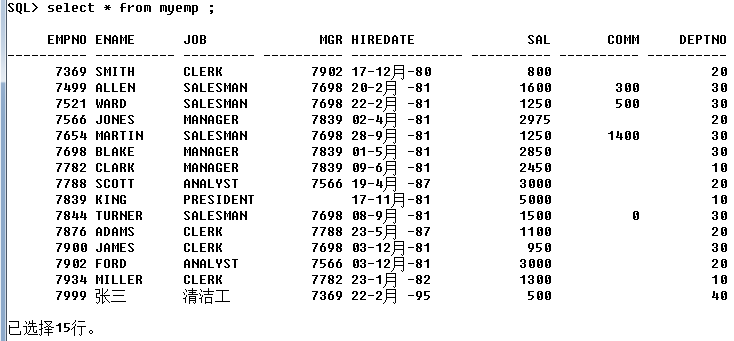 SQL> select * from myemp ;
EMPNO ENAME JOB MGR HIREDATE SAL COMM DEPTNO
---------- ---------- --------- ---------- -------------- ---------- ---------- ----------
7369 SMITH CLERK 7902 17-12月-80 800 20
7499 ALLEN SALESMAN 7698 20-2月 -81 1600 300 30
7521 WARD SALESMAN 7698 22-2月 -81 1250 500 30
7566 JONES MANAGER 7839 02-4月 -81 2975 20
7654 MARTIN SALESMAN 7698 28-9月 -81 1250 1400 30
7698 BLAKE MANAGER 7839 01-5月 -81 2850 30
7782 CLARK MANAGER 7839 09-6月 -81 2450 10
7788 SCOTT ANALYST 7566 19-4月 -87 3000 20
7839 KING PRESIDENT 17-11月-81 5000 10
7844 TURNER SALESMAN 7698 08-9月 -81 1500 0 30
7876 ADAMS CLERK 7788 23-5月 -87 1100 20
7900 JAMES CLERK 7698 03-12月-81 950 30
7902 FORD ANALYST 7566 03-12月-81 3000 20
7934 MILLER CLERK 7782 23-1月 -82 1300 10
7999 张三 清洁工 7369 22-2月 -95 500 40
已选择15行。